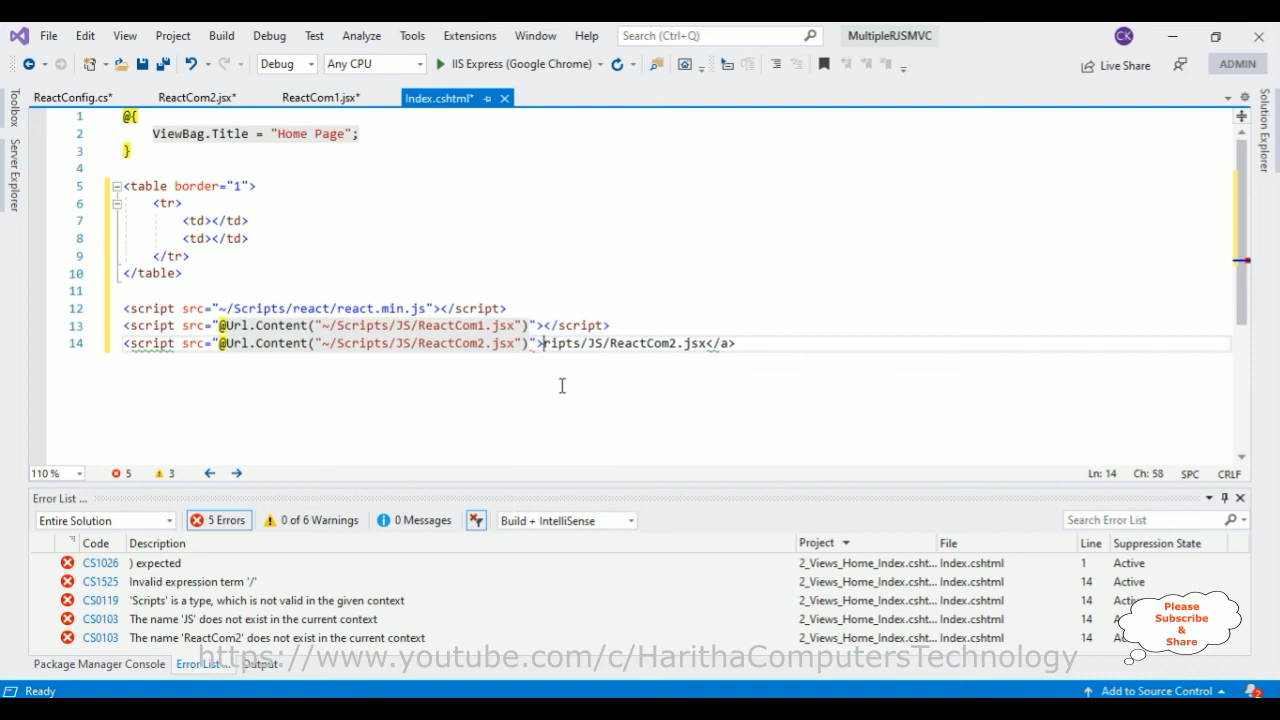 File Edit View Project Build Debug Test Analyze Tools Extensions Window Help Search (Ctrl+Q) MultipleRJSMVC CK
Debug Any CPU IIS Express (Google Chrome) Live Share ADMIN
ReactConfig.cs* ReactCom2.jsx* ReactCom1.jsx* Index.cshtml*
Toolbox
Server Explorer
Solution Explorer
1 @{
2 ViewBag.Title = "Home Page";
3 }
4
5 <table border="1">
6 <tr>
7 <td></td>
8 <td></td>
9 </tr>
10 </table>
11
12 <script src="~/Scripts/react/react.min.js"></script>
13 <script src="@Url.Content("~/Scripts/JS/ReactCom1.jsx")"></script>
14 <script src="@Url.Content("~/Scripts/JS/ReactCom2.jsx")">ripts/JS/ReactCom2.jsx</a>
110 % 5 3 Ln: 14 Ch: 58 SPC CRLF
Error List ...
Entire Solution 5 Errors 0 of 6 Warnings 0 Messages Build + IntelliSense Search Error List
Code Description Project File Line Suppression State
CS1026 ) expected 2_Views_Home_Index.csht... Index.cshtml 1 Active
CS1525 Invalid expression term '/' 2_Views_Home_Index.csht... Index.cshtml 14 Active
CS0119 'Scripts' is a type, which is not valid in the given context 2_Views_Home_Index.csht... Index.cshtml 14
CS0103 The name 'JS' does not exist in the current context 2_Views_Home_Index.csht... Index.cshtml 14
CS0103 The name 'ReactCom2' does not exist in the current context 2_Views_Home_Index.csht... Index.cshtml 14
Please
Subscribe
&
Share
https://www.youtube.com/c/HarithaComputersTechnology
Package Manager Console Error List ... Output
Ready Add to Source Control 2